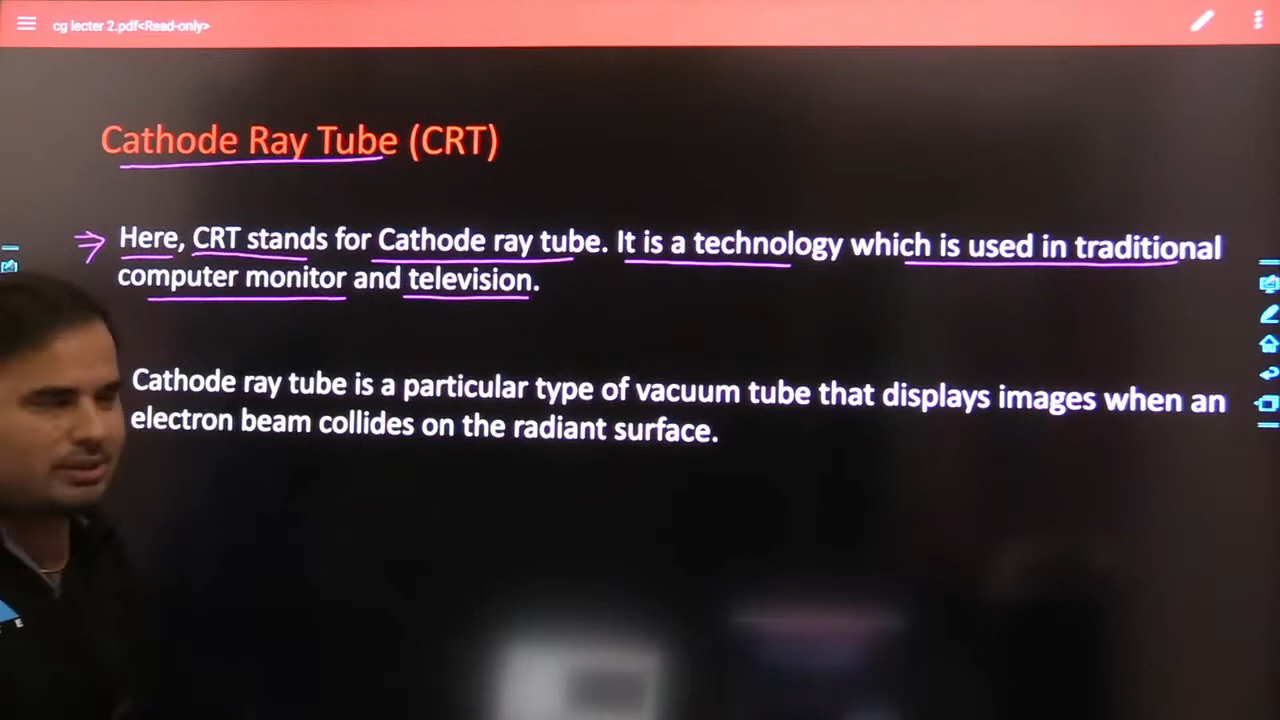 cg lecter 2.pdf<Read-only>
Cathode Ray Tube (CRT)
Here, CRT stands for Cathode ray tube. It is a technology which is used in traditional
computer monitor and television.
Cathode ray tube is a particular type of vacuum tube that displays images when an
electron beam collides on the radiant surface.